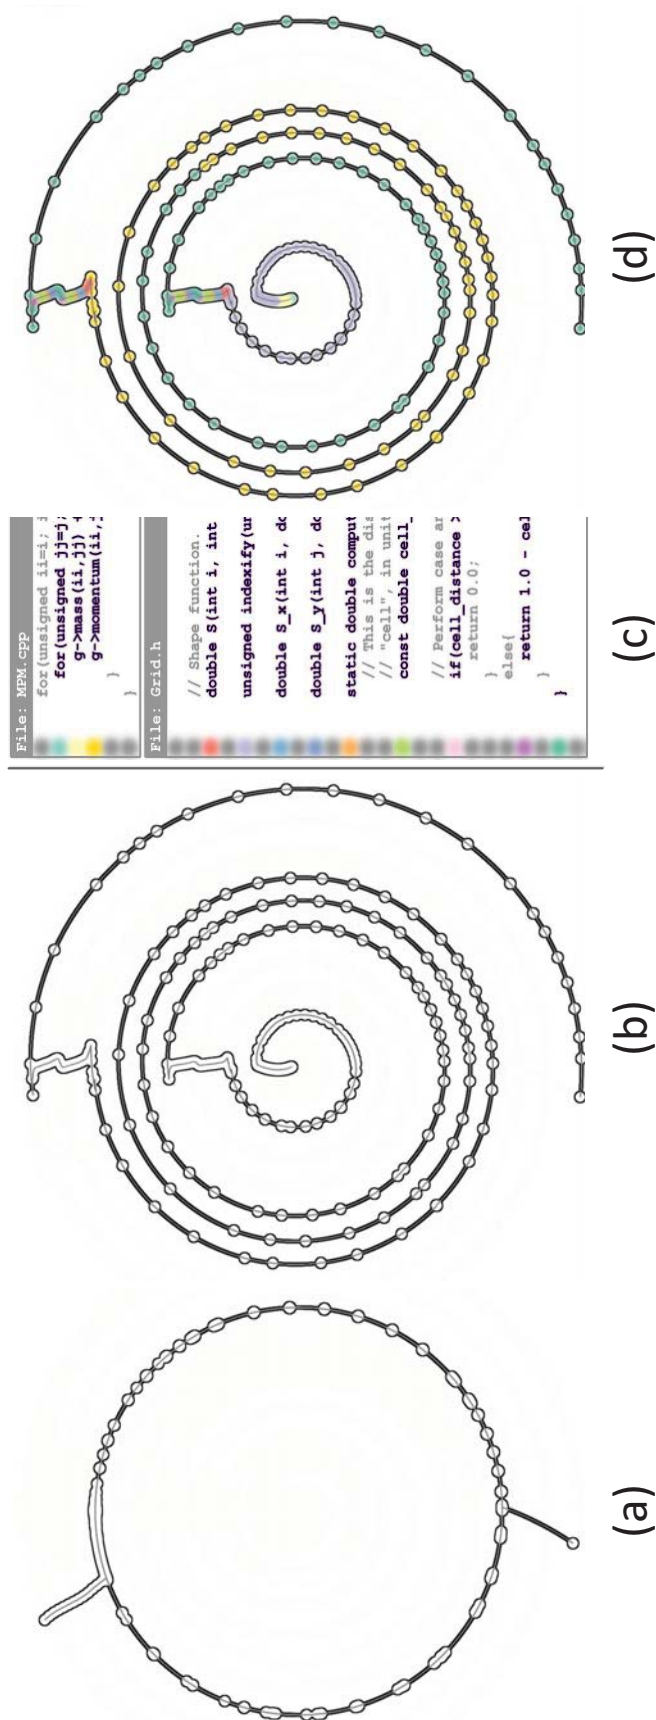 (a)
(b)
File: MPM.cpp
for(unsigned ii=i; i
for(unsigned jj=j;
g->mass(ii,jj) +
g->momentum(ii,j
}
}
File: Grid.h
// Shape function.
double S(int i, int
unsigned indexify(un
double S_x(int i, do
double S_y(int j, do
static double comput
// This is the dis
// "cell", in unit
const double cell_
// Perform case an
if(cell_distance >
return 0.0;
}
else{
return 1.0 - cel
}
}
(c)
(d)